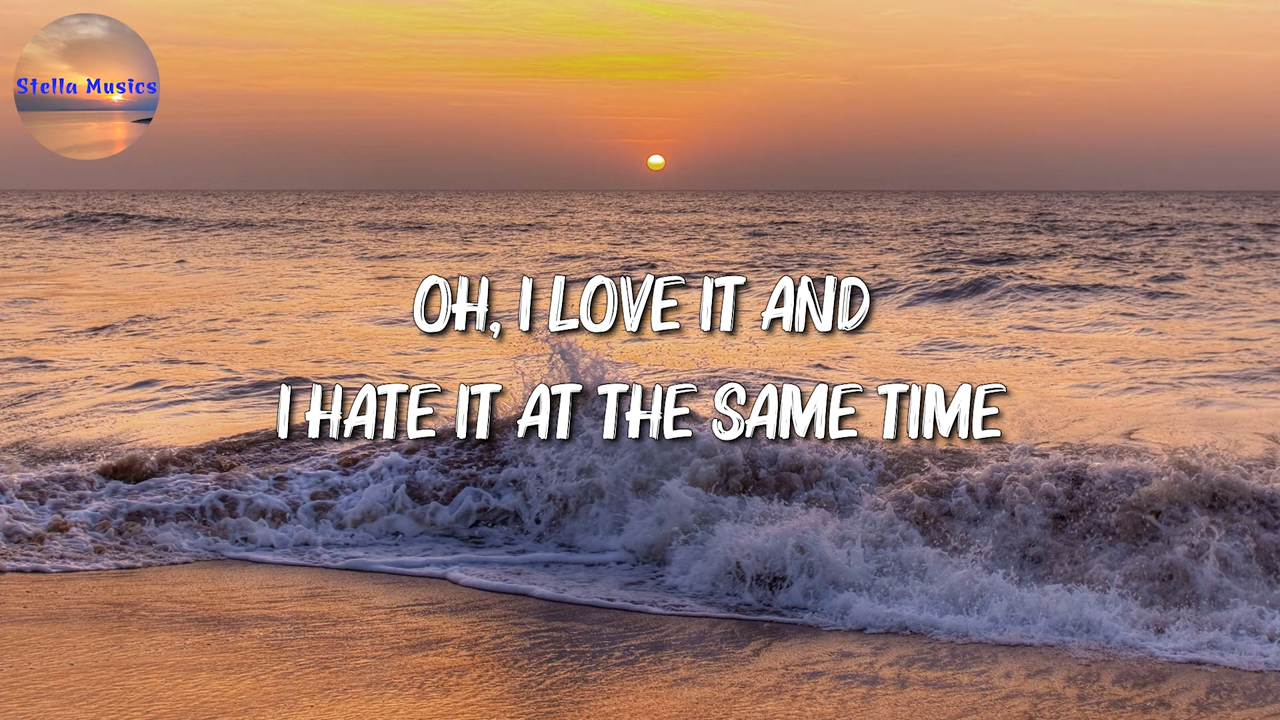 Stella Musics
OH, I LOVE IT AND
I HATE IT AT THE SAME TIME